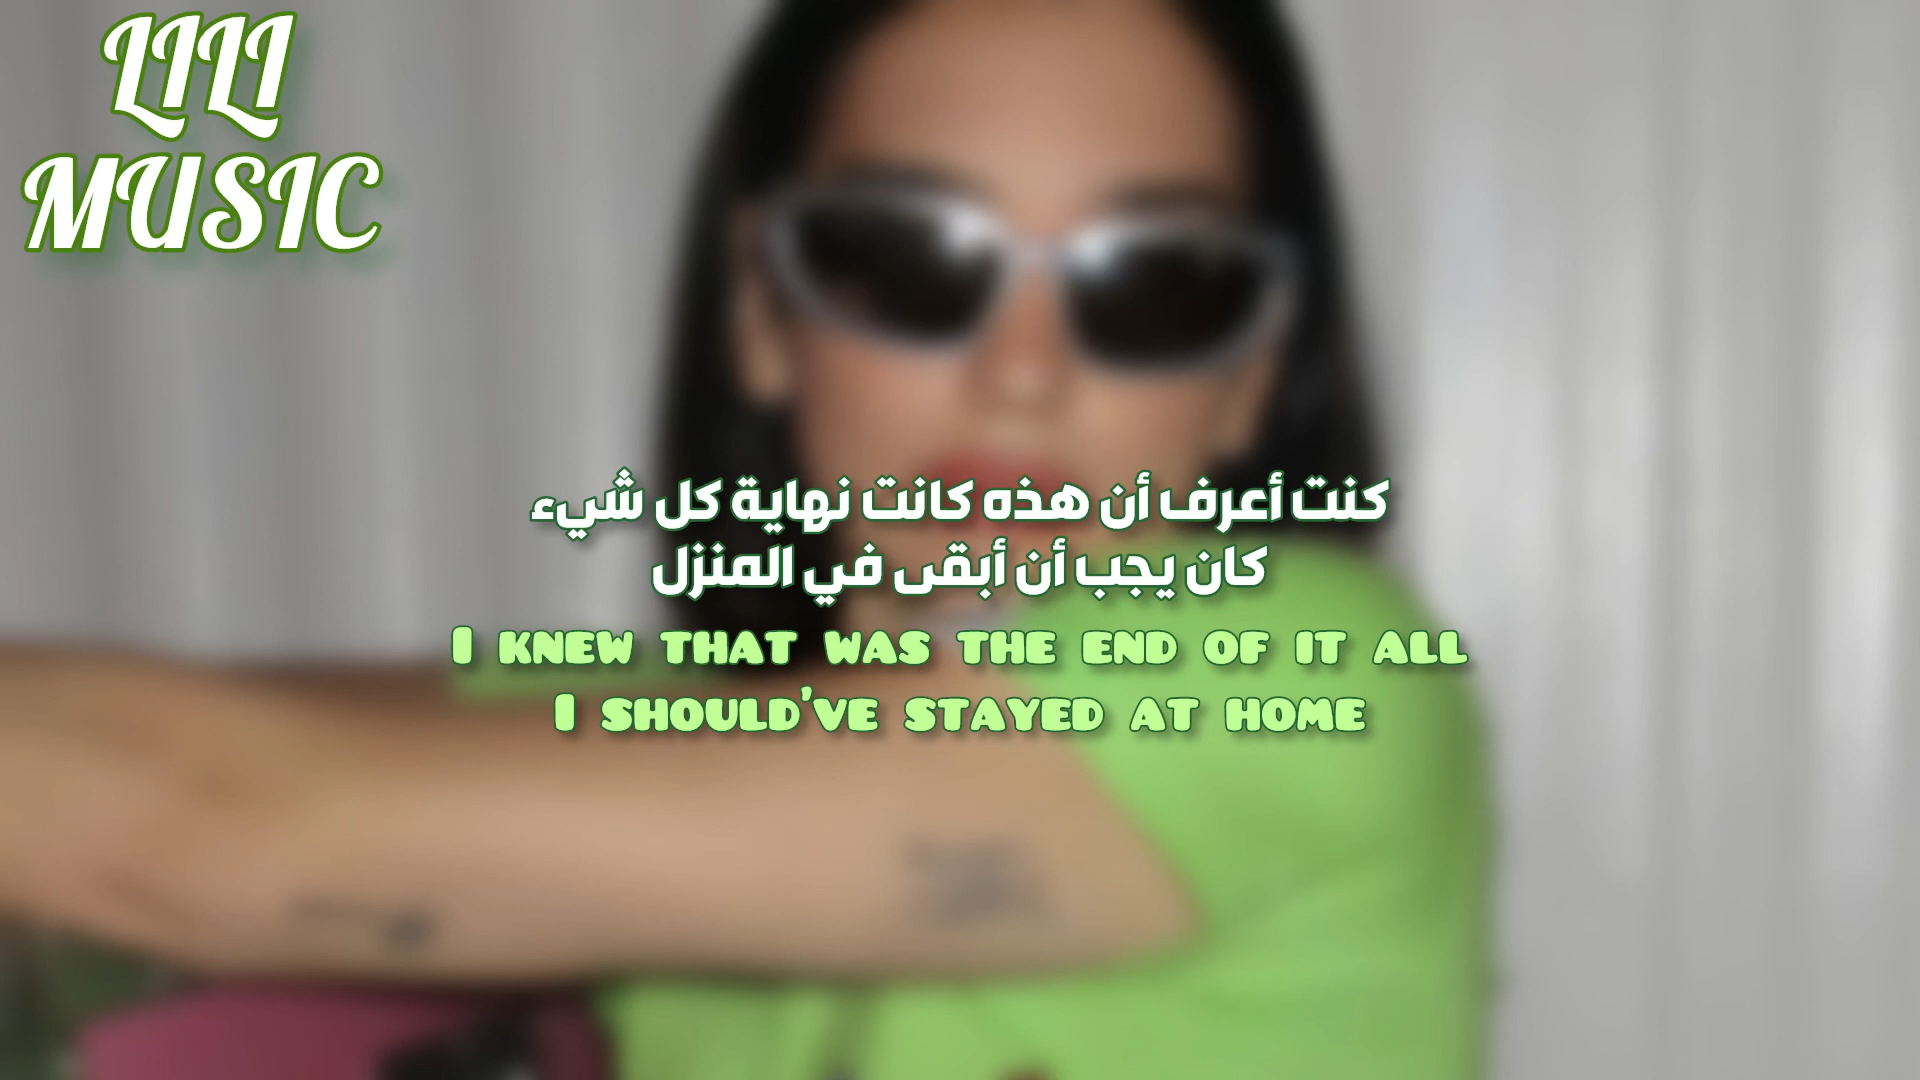 LILI
MUSIC
كنت أعرف أن هذه كانت نهاية كل شيء
كان يجب أن أبقى في المنزل
I KNEW THAT WAS THE END OF IT ALL
I SHOULD'VE STAYED AT HOME